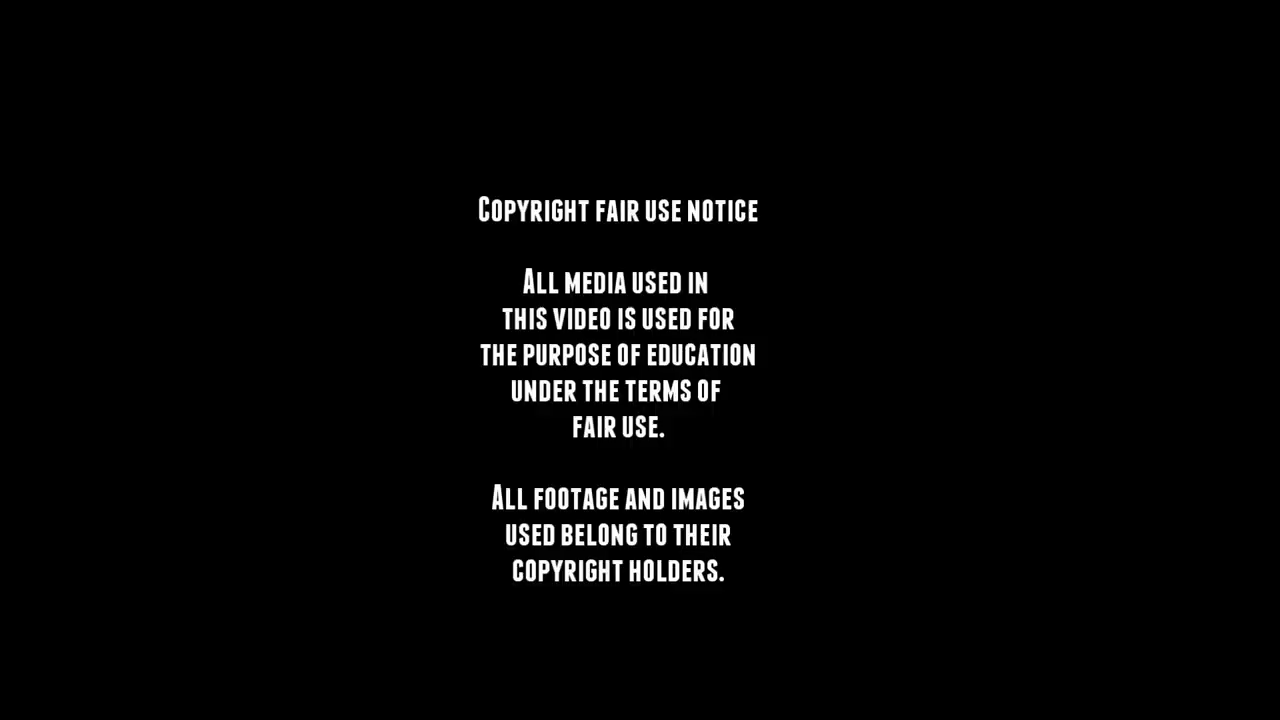 Copyright fair use notice
All media used in
this video is used for
the purpose of education
under the terms of
fair use.
All footage and images
used belong to their
copyright holders.